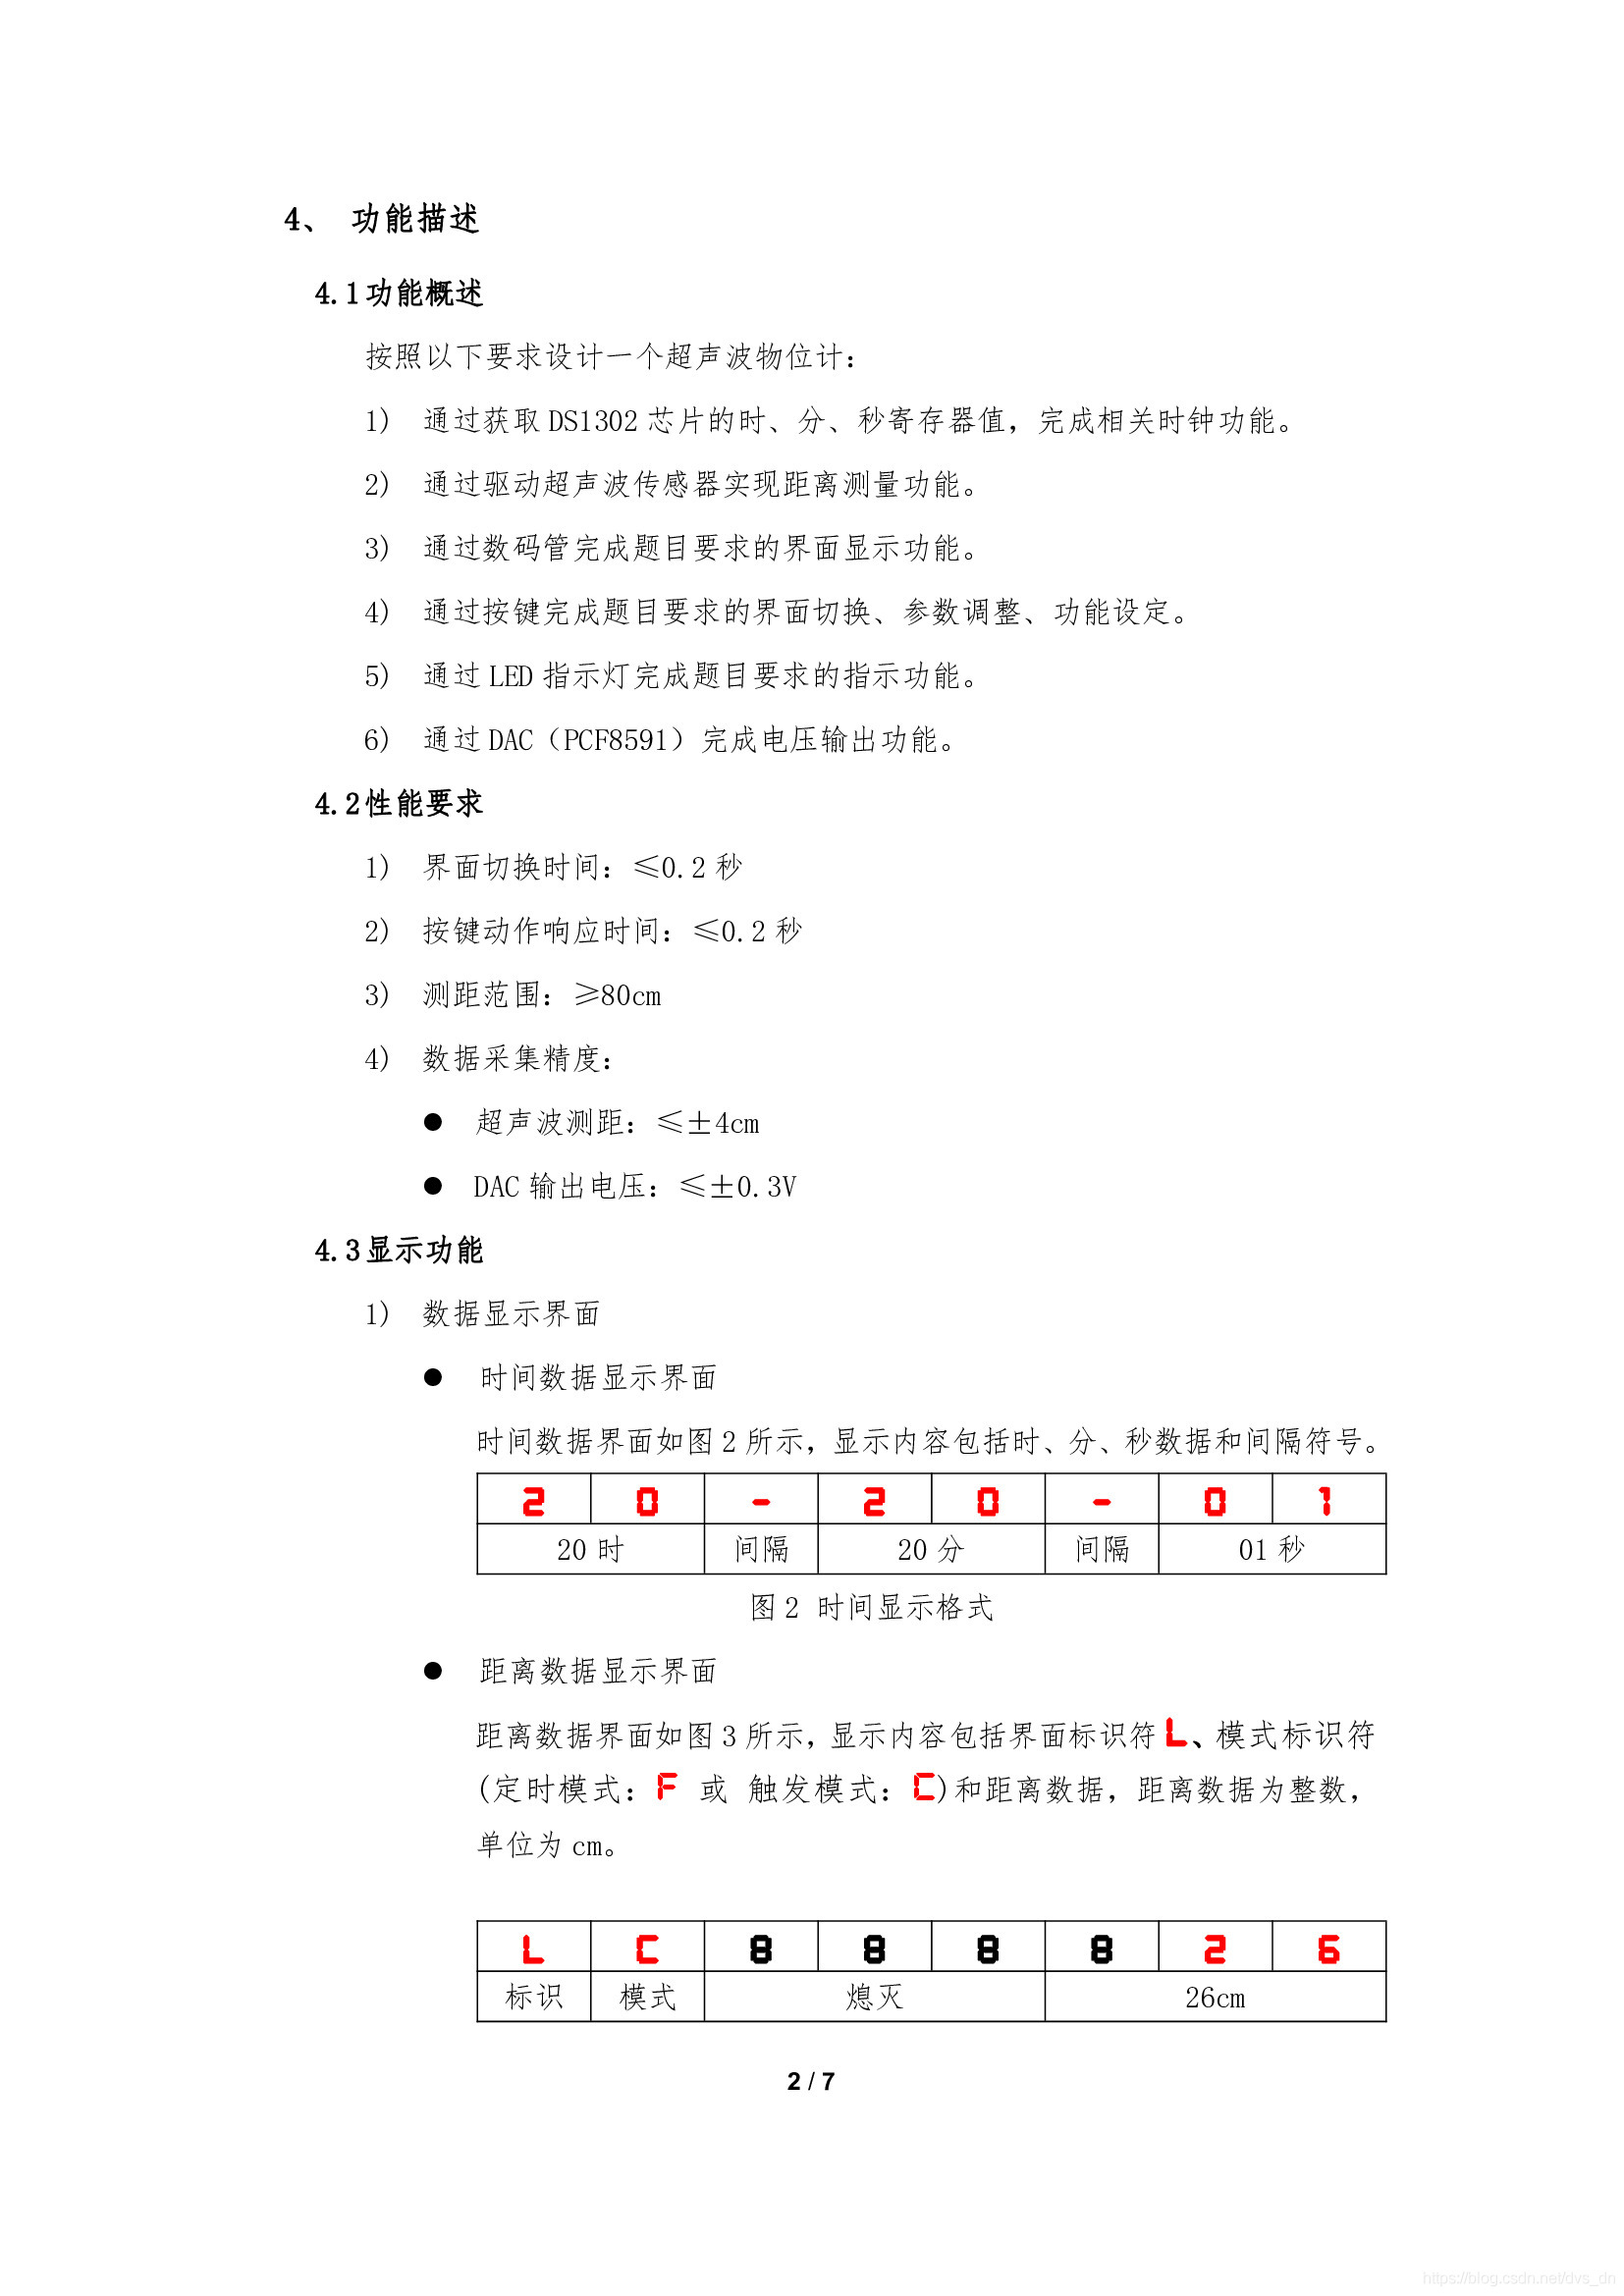 4、 功能描述
4.1功能概述
按照以下要求设计一个超声波物位计：
1) 通过获取 DS1302 芯片的时、分、秒寄存器值，完成相关时钟功能。
2) 通过驱动超声波传感器实现距离测量功能。
3) 通过数码管完成题目要求的界面显示功能。
4) 通过按键完成题目要求的界面切换、参数调整、功能设定。
5) 通过 LED 指示灯完成题目要求的指示功能。
6) 通过 DAC（PCF8591）完成电压输出功能。
4.2性能要求
1) 界面切换时间：≤0.2 秒
2) 按键动作响应时间：≤0.2 秒
3) 测距范围：≥80cm
4) 数据采集精度：
● 超声波测距：≤±4cm
● DAC 输出电压：≤±0.3V
4.3显示功能
1) 数据显示界面
● 时间数据显示界面
时间数据界面如图 2 所示，显示内容包括时、分、秒数据和间隔符号。
2 0 - 2 0 - 0 1
20 时 间隔 20 分 间隔 01 秒
图 2 时间显示格式
● 距离数据显示界面
距离数据界面如图 3 所示，显示内容包括界面标识符 L、模式标识符
(定时模式：F 或 触发模式：C)和距离数据，距离数据为整数，
单位为 cm。
L C 8 8 8 8 2 6
标识 模式 熄灭 26cm
2 / 7
https://blog.csdn.net/dvs_dn